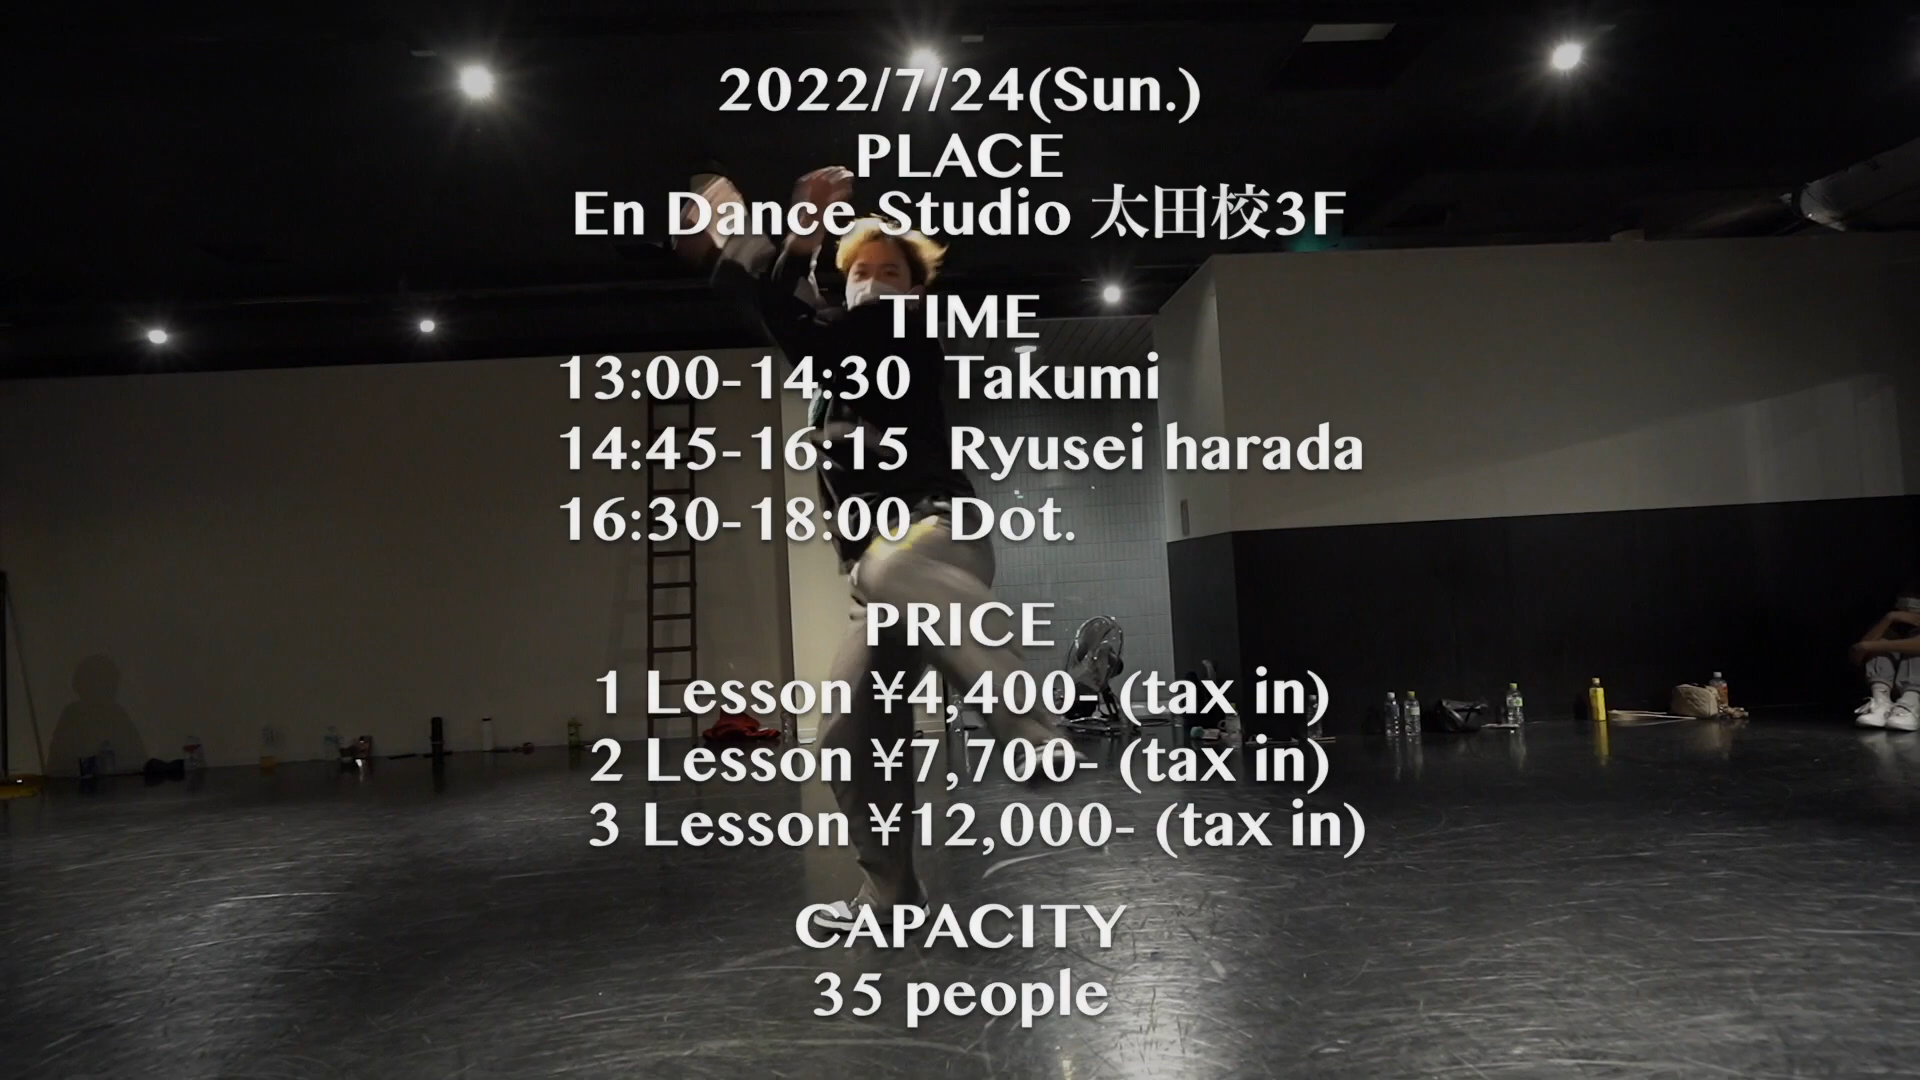 2022/7/24(Sun.)
PLACE
En Dance Studio 太田校3F
TIME
13:00-14:30 Takumi
14:45-16:15 Ryusei harada
16:30-18:00 Dot.
PRICE
1 Lesson ¥4,400- (tax in)
2 Lesson ¥7,700- (tax in)
3 Lesson ¥12,000- (tax in)
CAPACITY
35 people